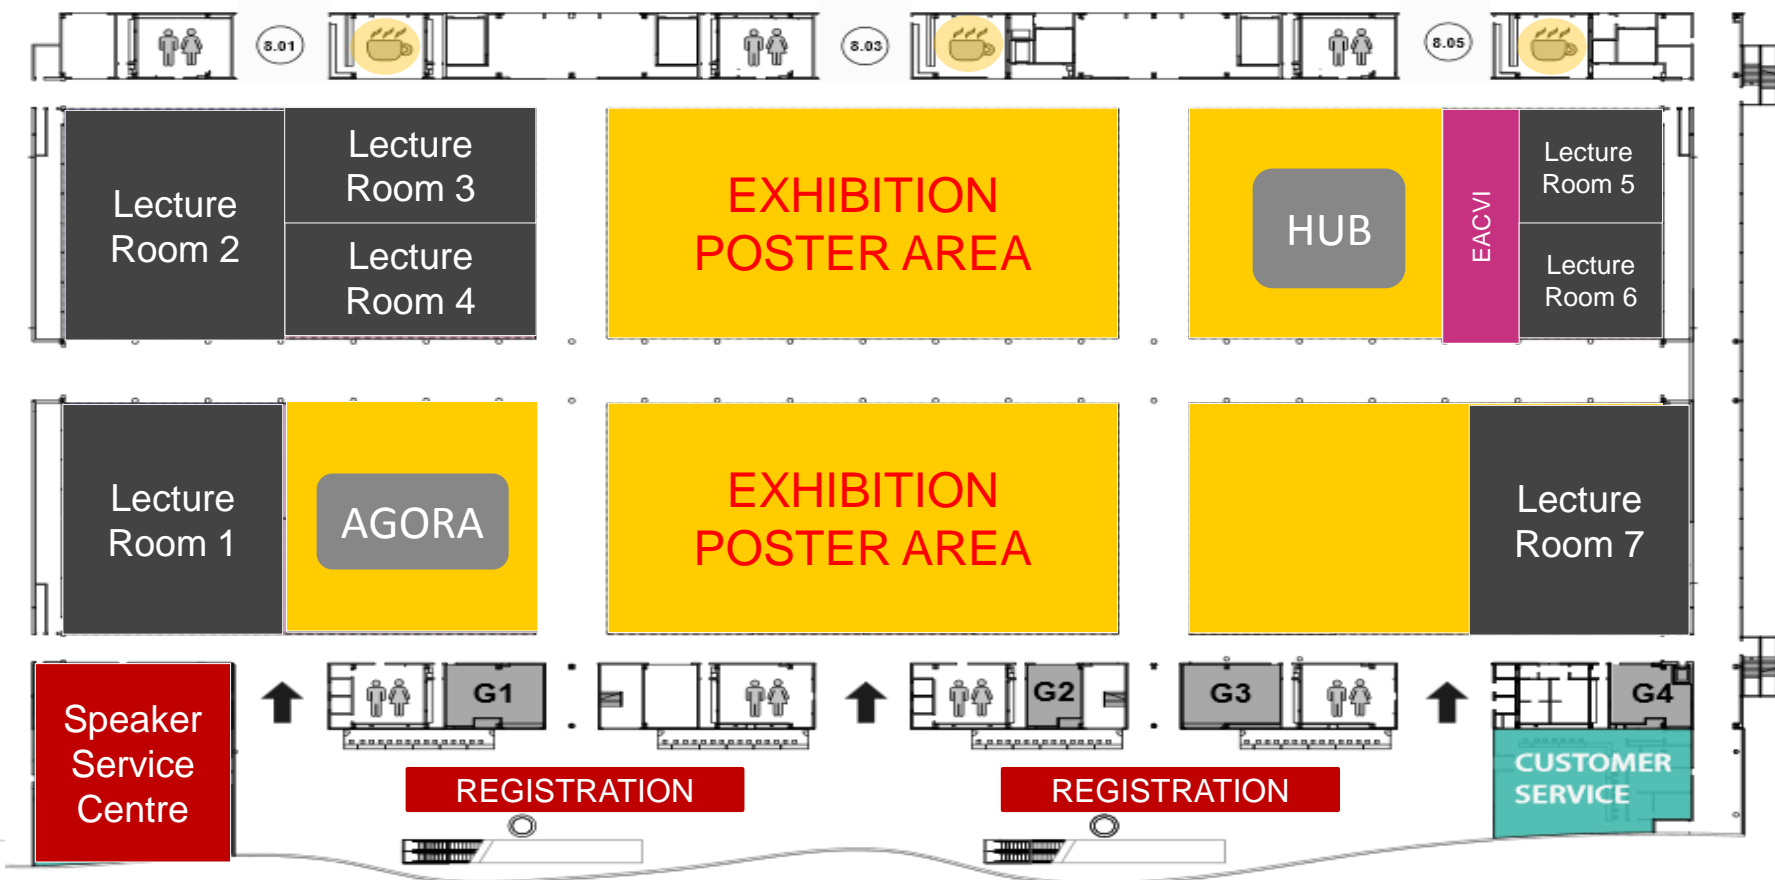 8.01
8.03
8.05
Lecture
Room 2
Lecture
Room 3
Lecture
Room 4
EXHIBITION
POSTER AREA
HUB
EACVI
Lecture
Room 5
Lecture
Room 6
Lecture
Room 1
AGORA
EXHIBITION
POSTER AREA
Lecture
Room 7
Speaker
Service
Centre
G1
G2
G3
G4
REGISTRATION
REGISTRATION
CUSTOMER
SERVICE